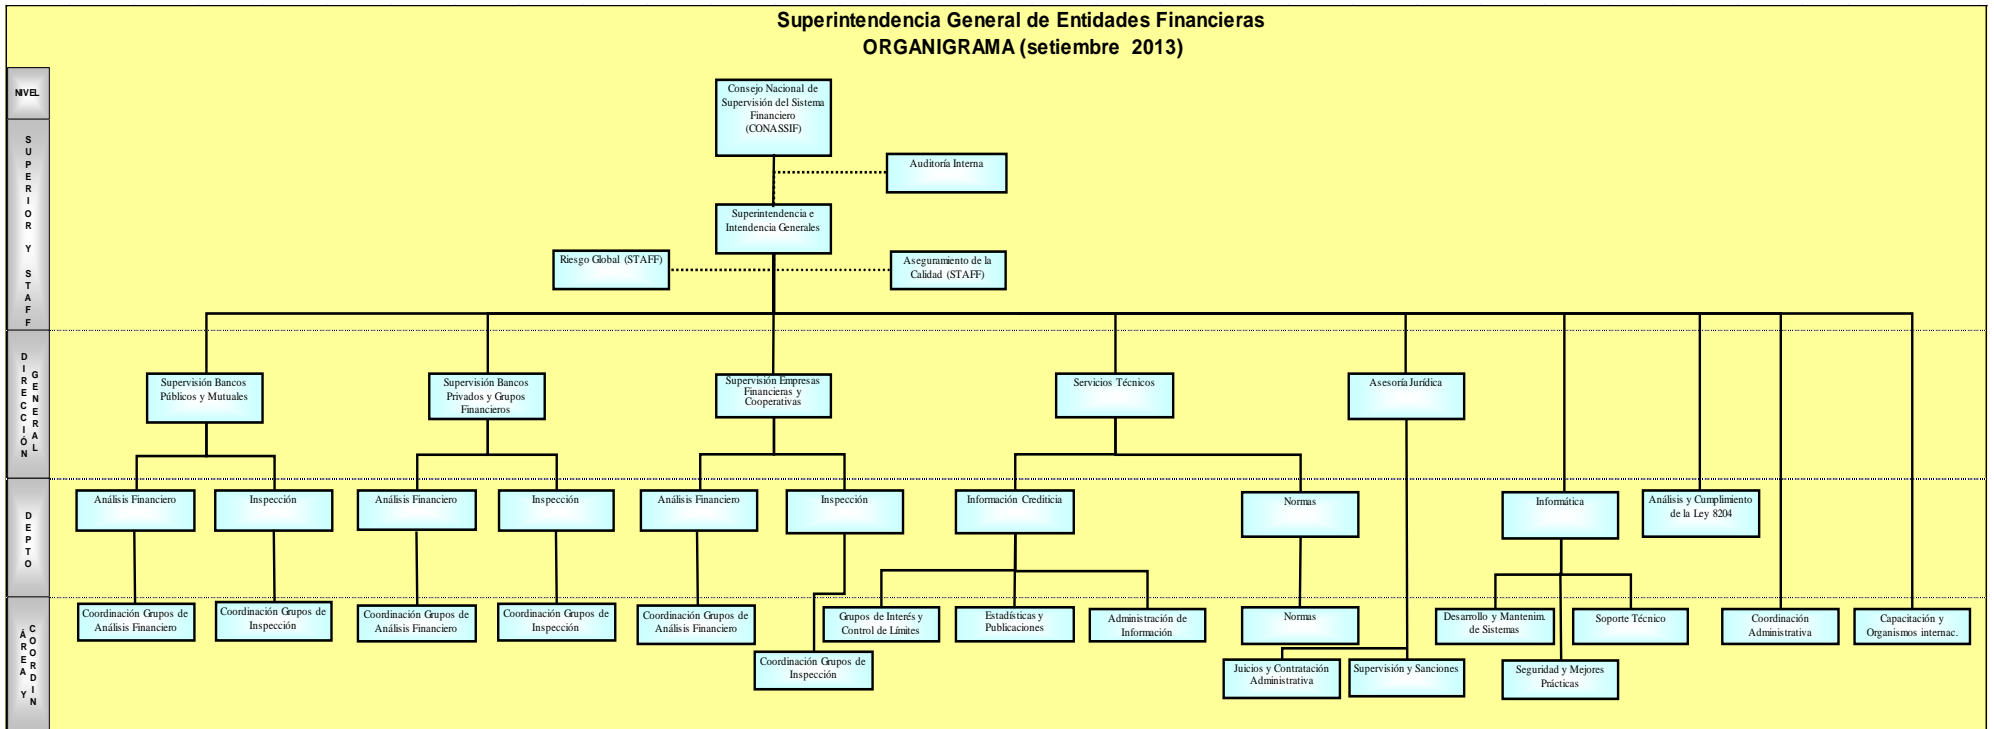 Superintendencia General de Entidades Financieras
ORGANIGRAMA (setiembre 2013)
NIVEL
SUPERIOR Y STAFF
Consejo Nacional de
Supervisión del Sistema
Financiero
(CONASSIF)
Auditoría Interna
Superintendencia e
Intendencia Generales
Riesgo Global (STAFF)
Aseguramiento de la
Calidad (STAFF)
DIRECCIÓN
GENERAL
Supervisión Bancos
Públicos y Mutuales
Supervisión Bancos
Privados y Grupos
Financieros
Supervisión Empresas
Financieras y
Cooperativas
Servicios Técnicos
Asesoría Jurídica
DEPTO
Análisis Financiero
Inspección
Análisis Financiero
Inspección
Análisis Financiero
Inspección
Información Crediticia
Normas
Informática
Análisis y Cumplimiento
de la Ley 8204
ÁREA Y
COORDIN
Coordinación Grupos de
Análisis Financiero
Coordinación Grupos de
Inspección
Coordinación Grupos de
Análisis Financiero
Coordinación Grupos de
Inspección
Coordinación Grupos de
Análisis Financiero
Coordinación Grupos de
Inspección
Grupos de Interés y
Control de Límites
Estadísticas y
Publicaciones
Administración de
Información
Normas
Juicios y Contratación
Administrativa
Supervisión y Sanciones
Desarrollo y Mantenim.
de Sistemas
Seguridad y Mejores
Prácticas
Soporte Técnico
Coordinación
Administrativa
Capacitación y
Organismos internac.